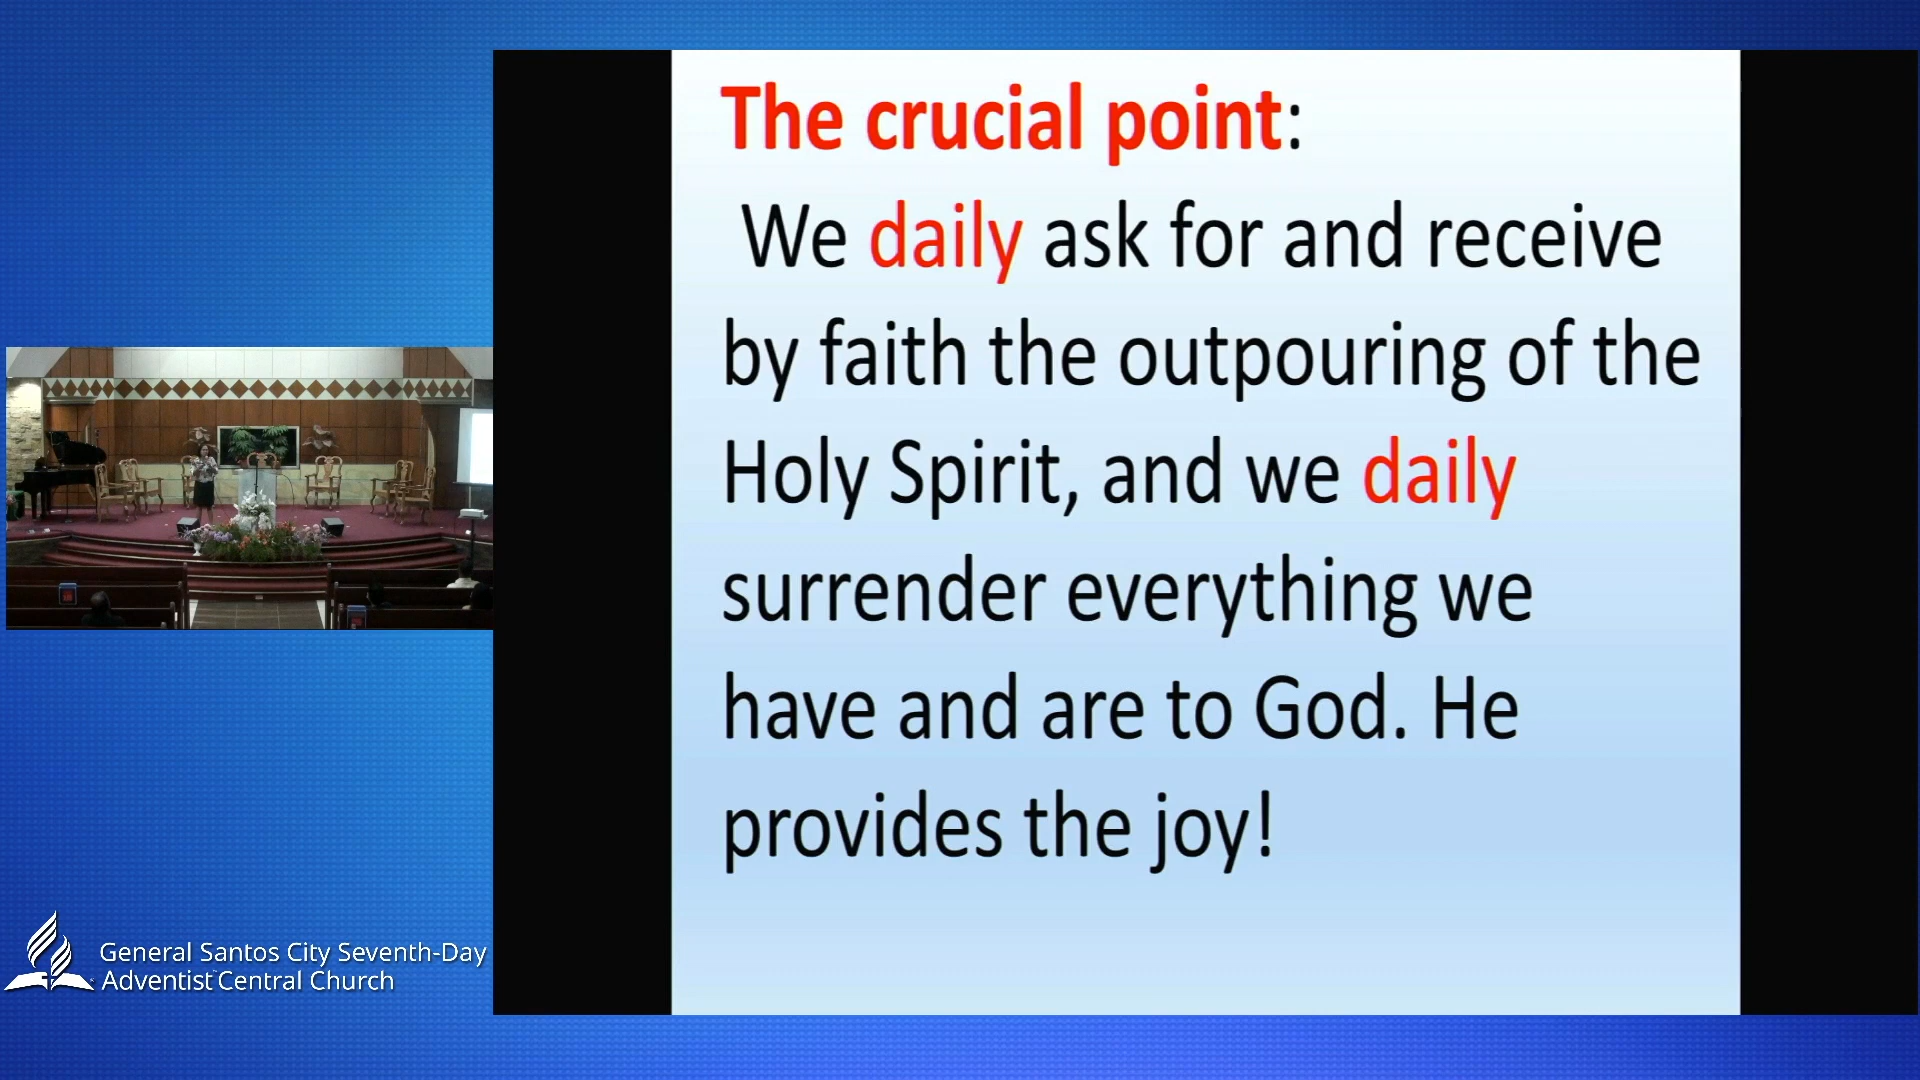 The crucial point:
We daily ask for and receive
by faith the outpouring of the
Holy Spirit, and we daily
surrender everything we
have and are to God. He
provides the joy!
General Santos City Seventh-Day
Adventist Central Church